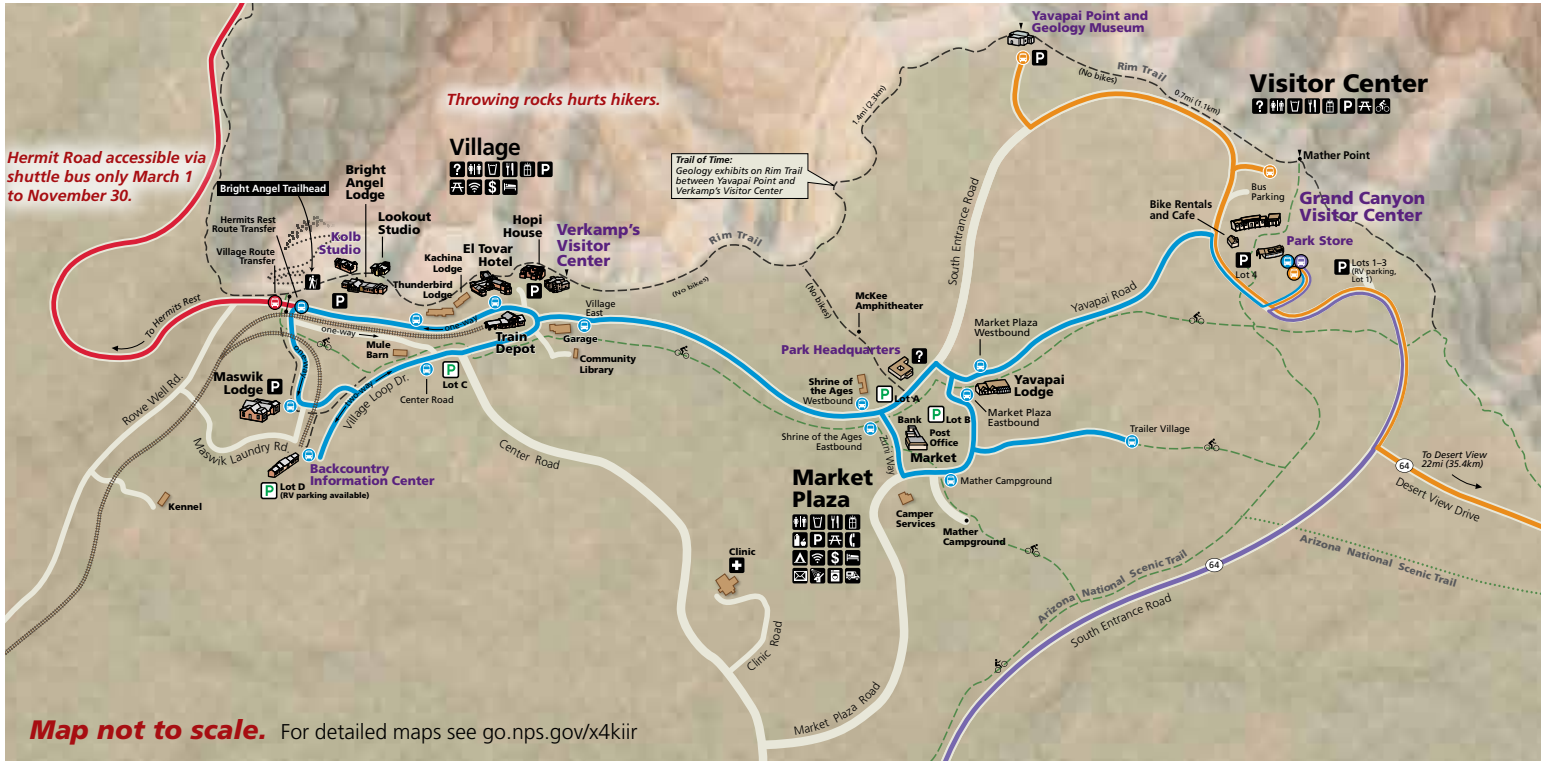 Yavapai Point and
Geology Museum
P
Rim Trail
(No bikes)
0.7mi (1.1km)
1.4mi (2.3km)
Visitor Center
Throwing rocks hurts hikers.
Hermit Road accessible via
shuttle bus only March 1
to November 30.
Village
Trail of Time:
Geology exhibits on Rim Trail
between Yavapai Point and
Verkamp's Visitor Center
Mather Point
Bus
Parking
Bike Rentals
and Cafe
Grand Canyon
Visitor Center
Park Store
P
Lot 4
P
Lots 1–3
(RV parking,
Lot 1)
Bright Angel Trailhead
Hermits Rest
Route Transfer
Village Route
Transfer
Bright
Angel
Lodge
Kolb
Studio
Lookout
Studio
P
Kachina
Lodge
Thunderbird
Lodge
El Tovar
Hotel
Hopi
House
P
Verkamp's
Visitor
Center
Rim Trail
(No bikes)
(No bikes)
South Entrance Road
Yavapai Road
To Hermits Rest
one-way
one-way
one-way
two-way
Village
East
Train
Depot
Garage
Community
Library
Mule
Barn
P
Lot C
Center Road
Village Loop Dr.
Maswik
Lodge
P
Rowe Well Rd.
Maswik Laundry Rd.
Backcountry
Information Center
P
Lot D
(RV parking available)
Kennel
Center Road
McKee
Amphitheater
Park Headquarters
?
Shrine of
the Ages
Westbound
P
Lot A
Shrine of the Ages
Eastbound
Zuni Way
Bank
P
Lot B
Post
Office
Market
Market Plaza
Westbound
Yavapai
Lodge
Market Plaza
Eastbound
Trailer Village
Mather Campground
Camper
Services
Mather
Campground
Market
Plaza
Clinic
Clinic Road
Market Plaza Road
Arizona National Scenic Trail
South Entrance Road
64
64
To Desert View
22mi (35.4km)
Desert View Drive
Arizona National Scenic Trail
Map not to scale. For detailed maps see go.nps.gov/x4kiir